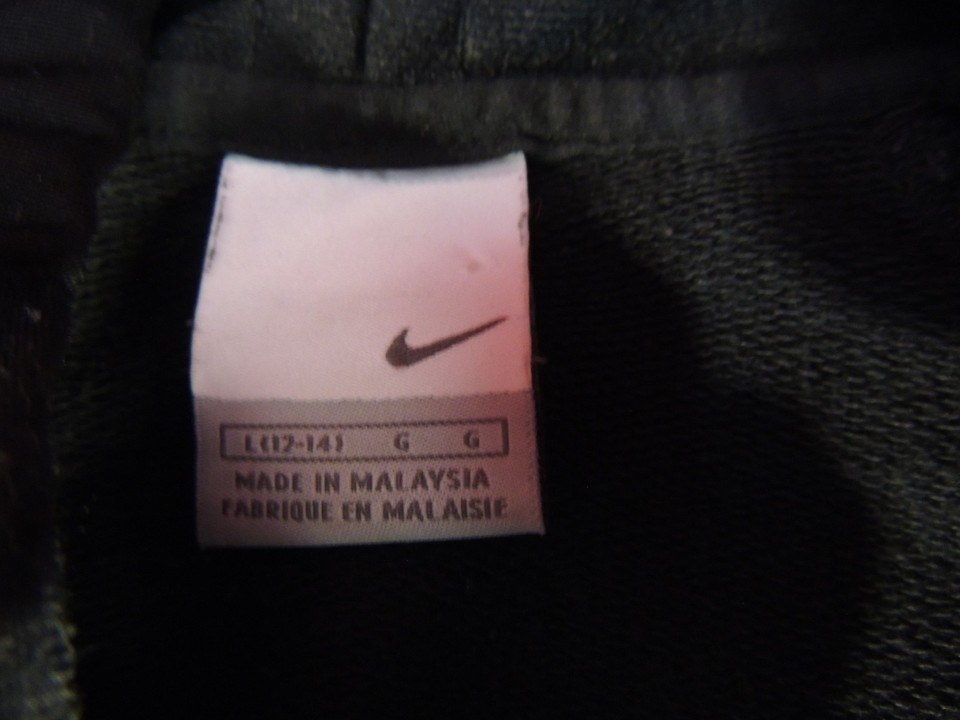 L(12-14) G G
MADE IN MALAYSIA
FABRIQUE EN MALAISIE